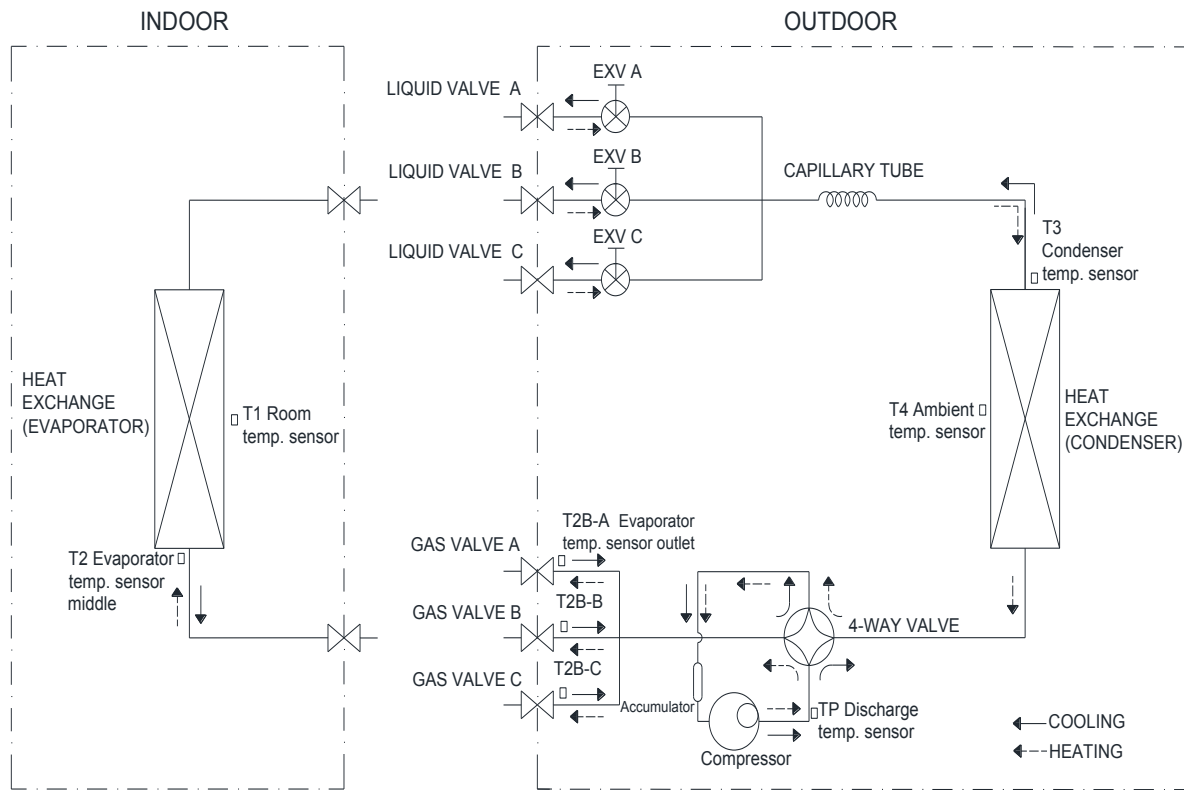 INDOOR
OUTDOOR
LIQUID VALVE A
EXV A
LIQUID VALVE B
EXV B
LIQUID VALVE C
EXV C
CAPILLARY TUBE
T3
Condenser
temp. sensor
HEAT
EXCHANGE
(EVAPORATOR)
T1 Room
temp. sensor
T4 Ambient
temp. sensor
HEAT
EXCHANGE
(CONDENSER)
T2 Evaporator
temp. sensor
middle
GAS VALVE A
T2B-A Evaporator
temp. sensor outlet
GAS VALVE B
T2B-B
GAS VALVE C
T2B-C
4-WAY VALVE
Accumulator
Compressor
TP Discharge
temp. sensor
COOLING
HEATING